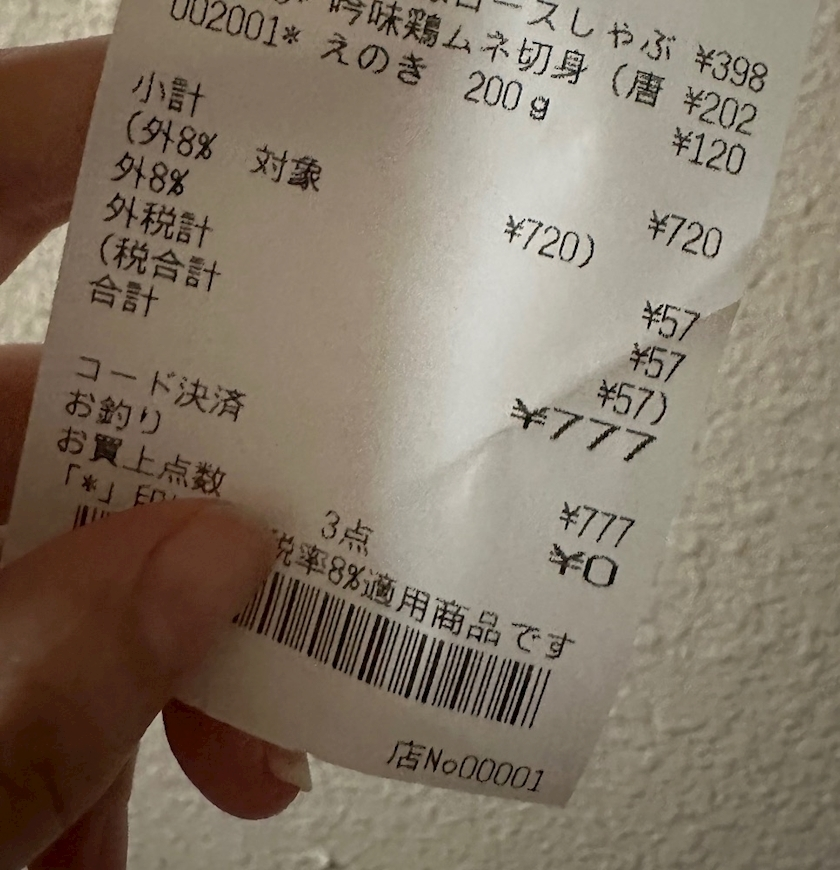 ロースしゃぶ ¥398
吟味鶏ムネ切身(唐 ¥202
002001* えのき 200g ¥120
小計 ¥720
(外8% 対象 ¥720)
外8% ¥57
外税計 ¥57
(税合計 ¥57)
合計 ¥777
コード決済 ¥777
お釣り ¥0
お買上点数 3点
「*」印 税率8%適用商品です
店No00001